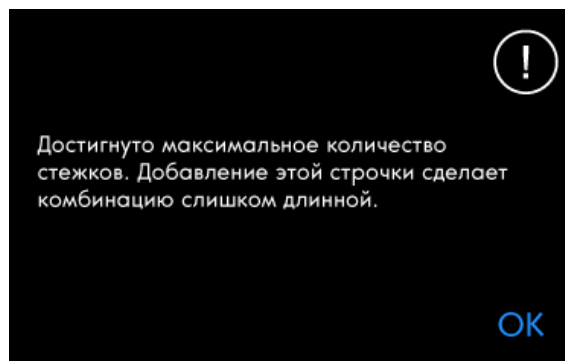 !
Достигнуто максимальное количество
стежков. Добавление этой строчки сделает
комбинацию слишком длинной.
OK